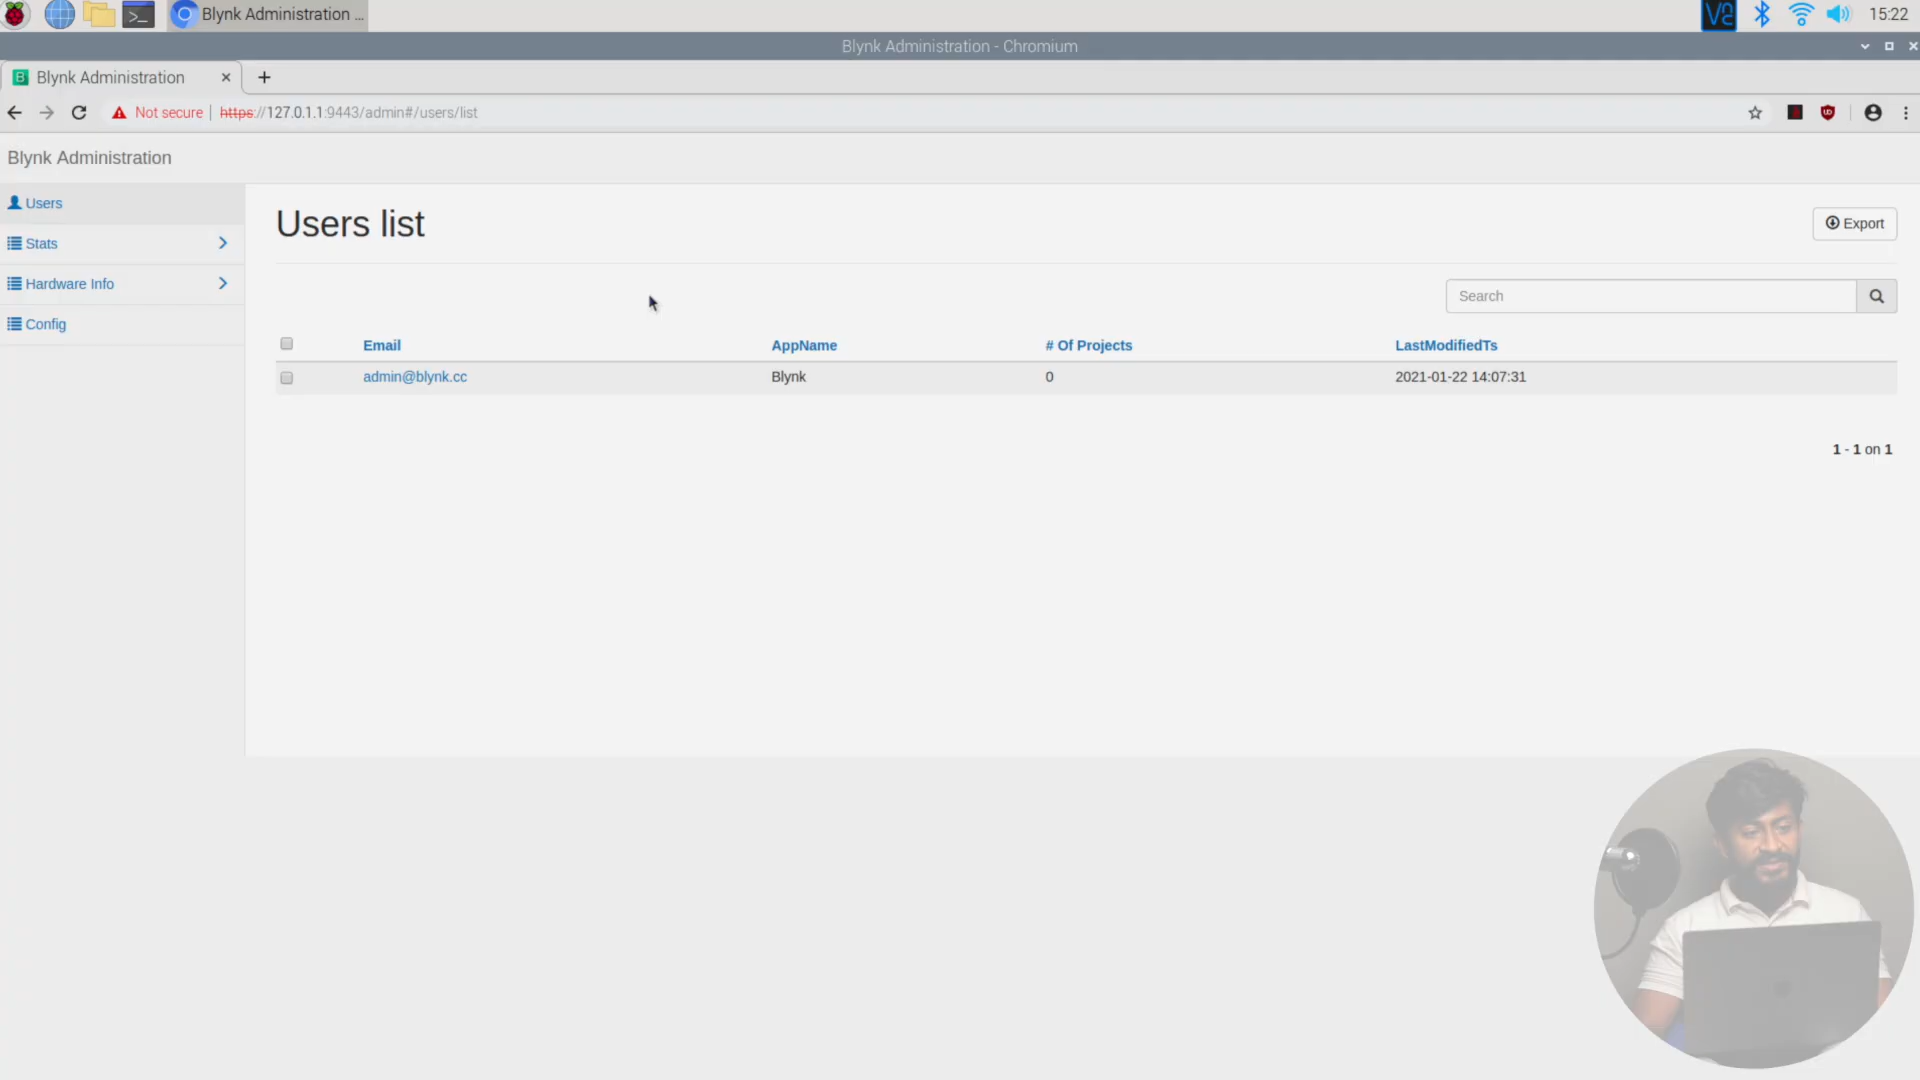 Blynk Administration ...
15:22
Blynk Administration - Chromium
Blynk Administration
Not secure | https://127.0.1.1:9443/admin#/users/list
Blynk Administration
Users
Stats
Hardware Info
Config
Users list
Export
Search
Email AppName # Of Projects LastModifiedTs
admin@blynk.cc Blynk 0 2021-01-22 14:07:31
1 - 1 on 1